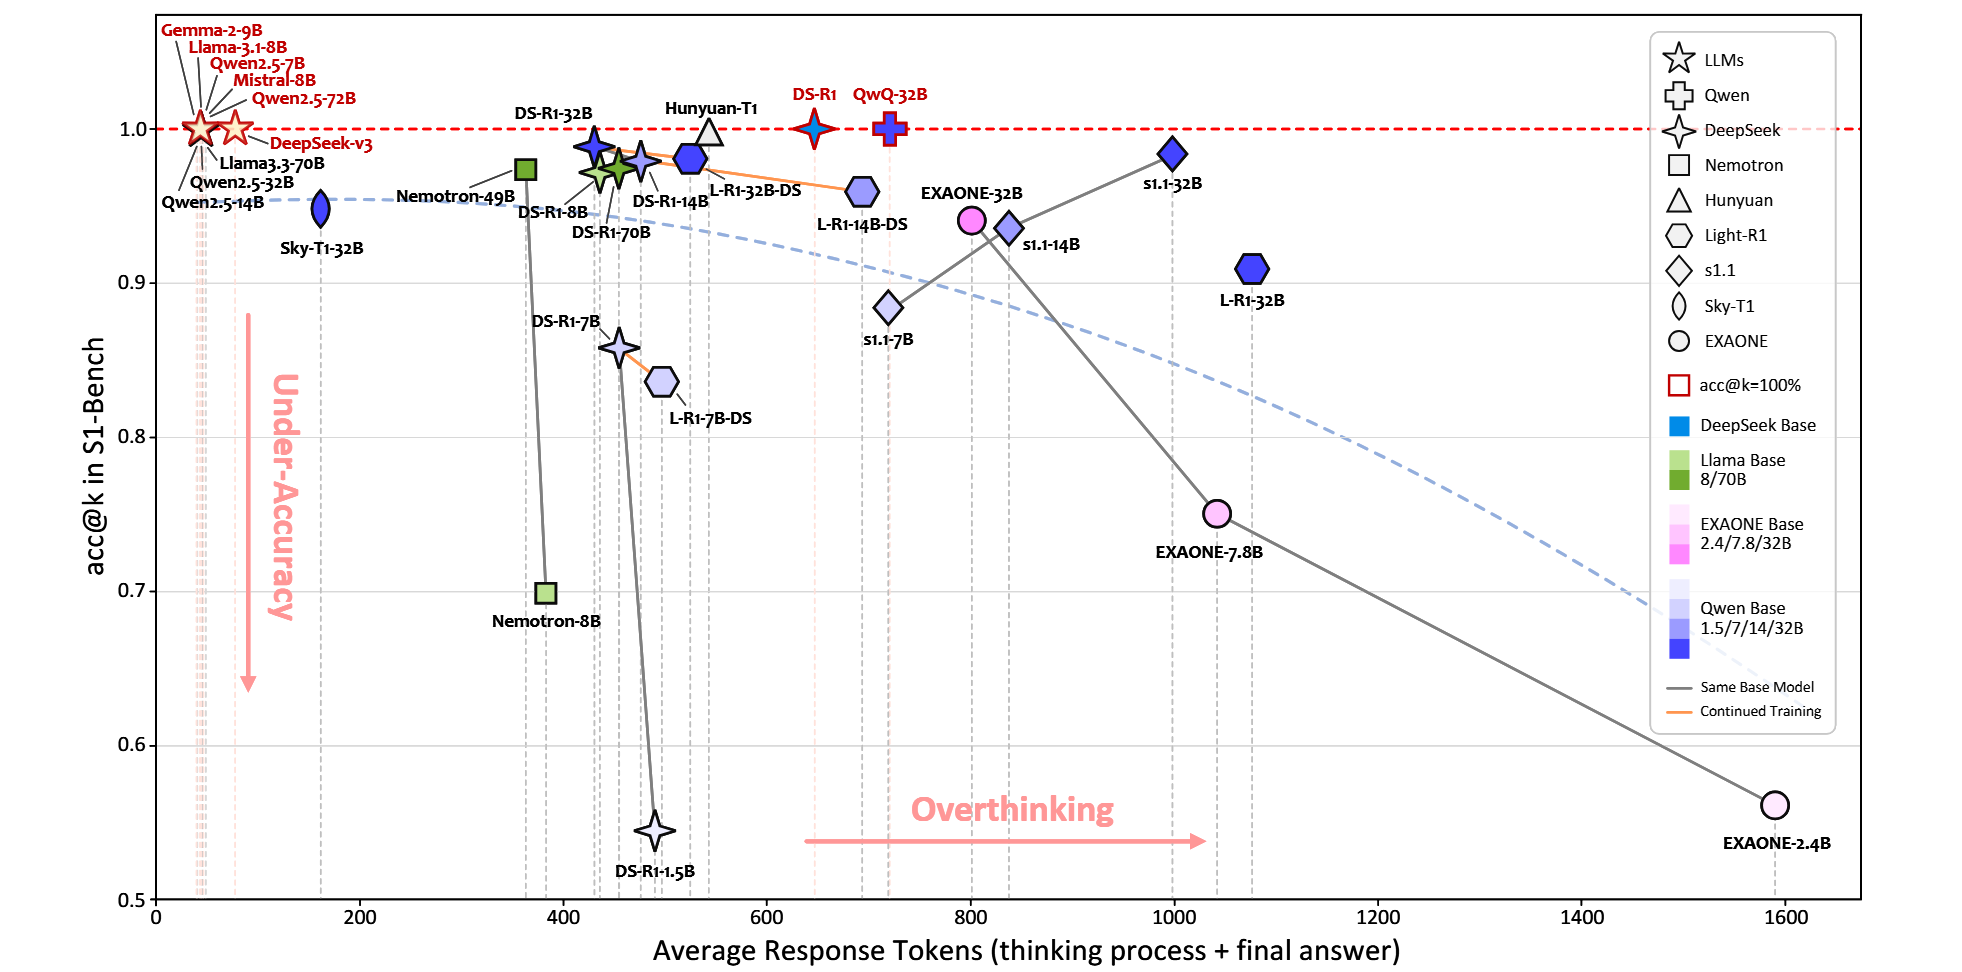 Gemma-2-9B
Llama-3.1-8B
Qwen2.5-7B
Mistral-8B
Qwen2.5-72B
DeepSeek-v3
Llama3.3-70B
Qwen2.5-32B
Qwen2.5-14B
Sky-T1-32B
Nemotron-49B
DS-R1-32B
DS-R1-8B
DS-R1-70B
DS-R1-14B
Hunyuan-T1
L-R1-32B-DS
DS-R1
QwQ-32B
L-R1-14B-DS
EXAONE-32B
s1.1-14B
s1.1-32B
s1.1-7B
L-R1-32B
DS-R1-7B
L-R1-7B-DS
EXAONE-7.8B
Nemotron-8B
DS-R1-1.5B
EXAONE-2.4B
Under-Accuracy
Overthinking
LLMs
Qwen
DeepSeek
Nemotron
Hunyuan
Light-R1
s1.1
Sky-T1
EXAONE
acc@k=100%
DeepSeek Base
Llama Base
8/70B
EXAONE Base
2.4/7.8/32B
Qwen Base
1.5/7/14/32B
Same Base Model
Continued Training
acc@k in S1-Bench
1.0
0.9
0.8
0.7
0.6
0.5
0
200
400
600
800
1000
1200
1400
1600
Average Response Tokens (thinking process + final answer)